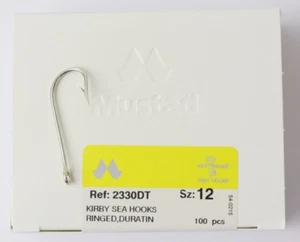 Mustad
Ref: 2330DT Sz: 12
KIRBY SEA HOOKS
RINGED,DURATIN
100 pcs